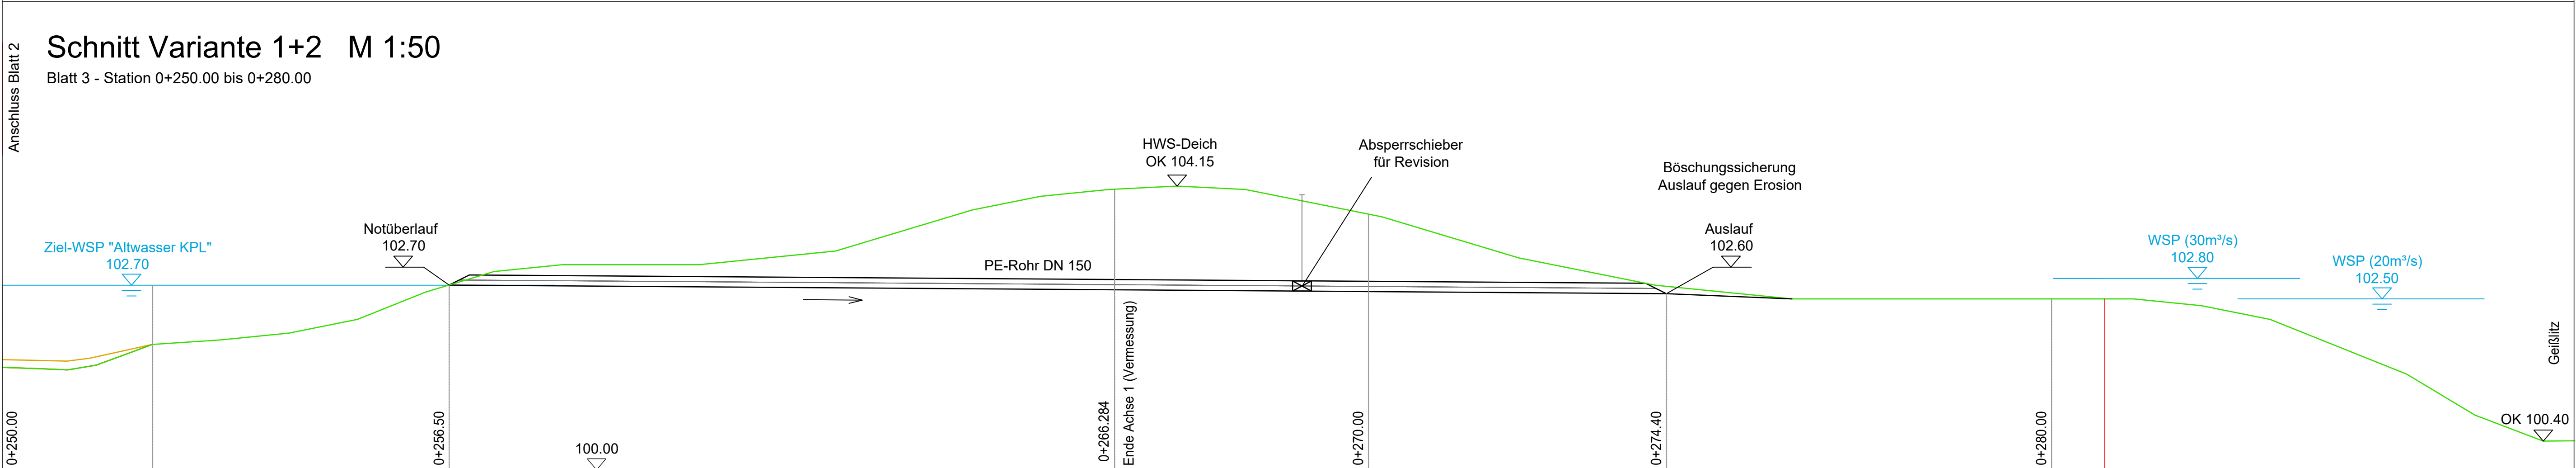 Anschluss Blatt 2
Schnitt Variante 1+2 M 1:50
Blatt 3 - Station 0+250.00 bis 0+280.00
Ziel-WSP "Altwasser KPL"
102.70
Notüberlauf
102.70
HWS-Deich
OK 104.15
Absperrschieber
für Revision
Böschungssicherung
Auslauf gegen Erosion
Auslauf
102.60
PE-Rohr DN 150
WSP (30m³/s)
102.80
WSP (20m³/s)
102.50
Geißlitz
OK 100.40
0+250.00
0+256.50
100.00
0+266.284
Ende Achse 1 (Vermessung)
0+270.00
0+274.40
0+280.00